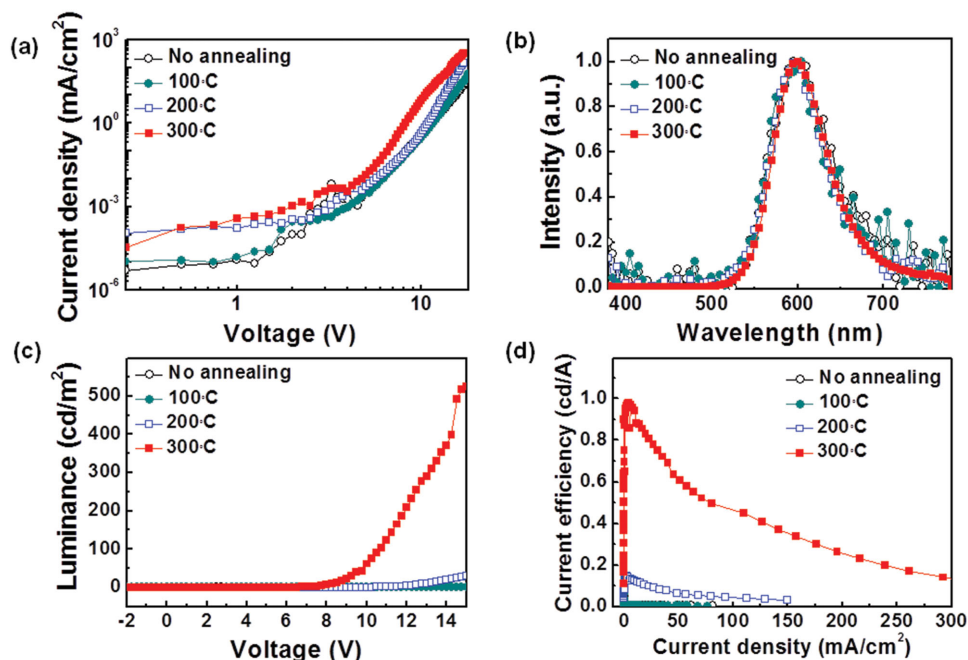 (a)
Current density (mA/cm²)
10³
10⁰
10⁻³
10⁻⁶
No annealing
100◦C
200◦C
300◦C
1
10
Voltage (V)
(b)
Intensity (a.u.)
1.0
0.8
0.6
0.4
0.2
0.0
No annealing
100◦C
200◦C
300◦C
400
500
600
700
Wavelength (nm)
(c)
Luminance (cd/m²)
500
400
300
200
100
0
No annealing
100◦C
200◦C
300◦C
-2 0 2 4 6 8 10 12 14
Voltage (V)
(d)
Current efficiency (cd/A)
1.0
0.8
0.6
0.4
0.2
0.0
No annealing
100◦C
200◦C
300◦C
0 50 100 150 200 250 300
Current density (mA/cm²)